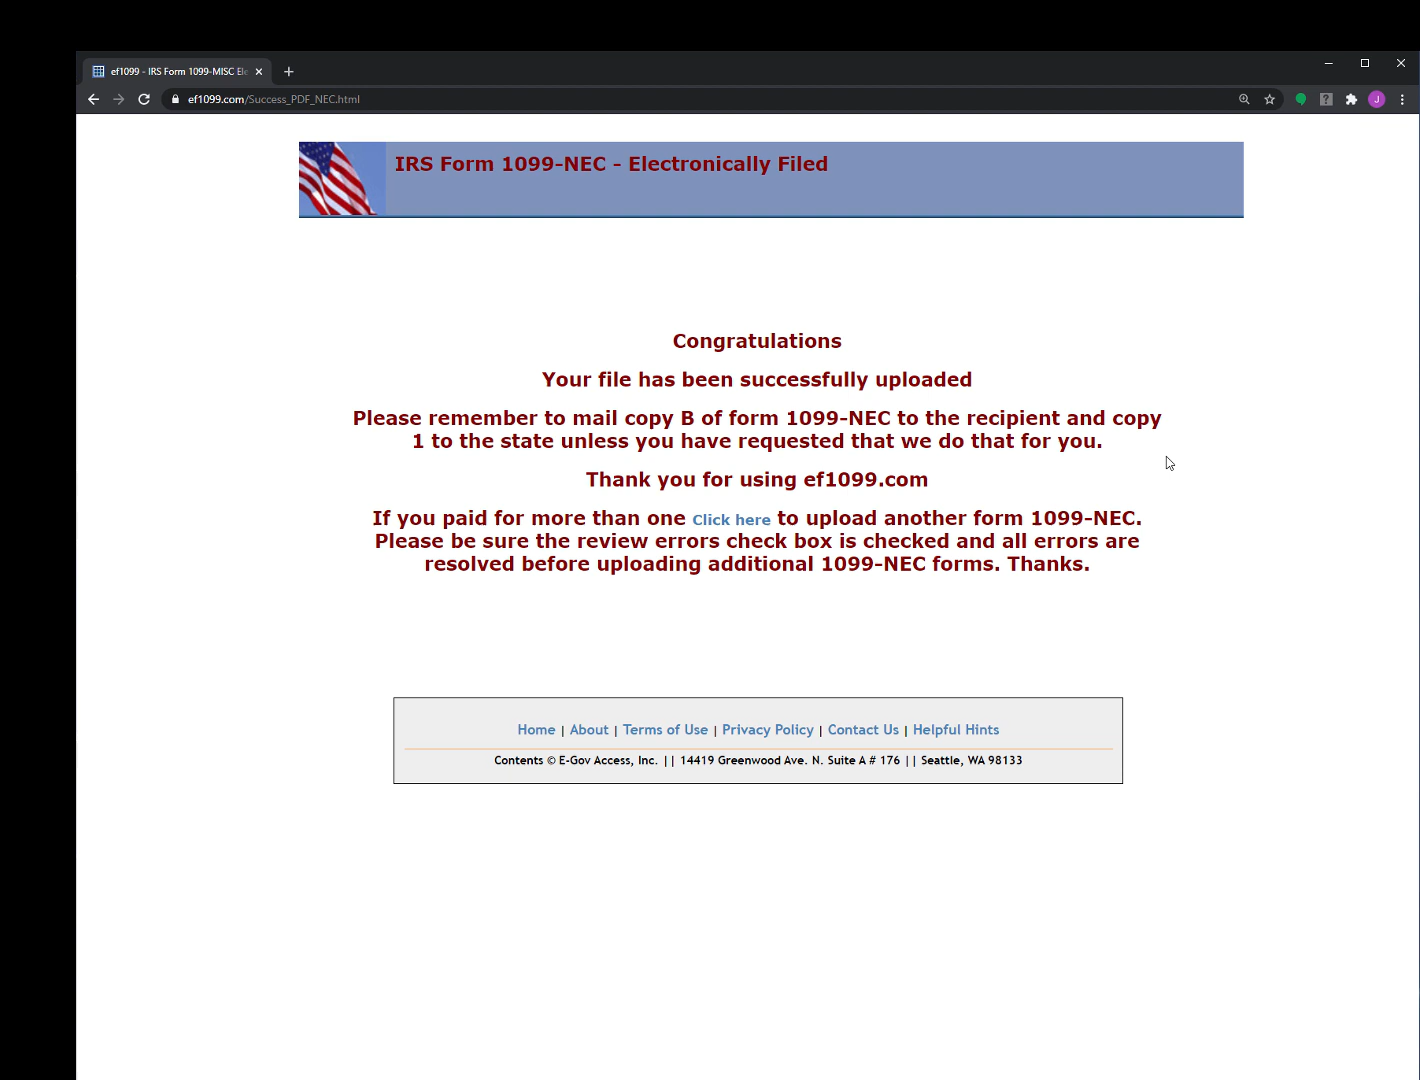 ef1099 - IRS Form 1099-MISC Ele
ef1099.com/Success_PDF_NEC.html
J
IRS Form 1099-NEC - Electronically Filed
Congratulations
Your file has been successfully uploaded
Please remember to mail copy B of form 1099-NEC to the recipient and copy
1 to the state unless you have requested that we do that for you.
Thank you for using ef1099.com
If you paid for more than one Click here to upload another form 1099-NEC.
Please be sure the review errors check box is checked and all errors are
resolved before uploading additional 1099-NEC forms. Thanks.
Home | About | Terms of Use | Privacy Policy | Contact Us | Helpful Hints
Contents © E-Gov Access, Inc. || 14419 Greenwood Ave. N. Suite A # 176 || Seattle, WA 98133